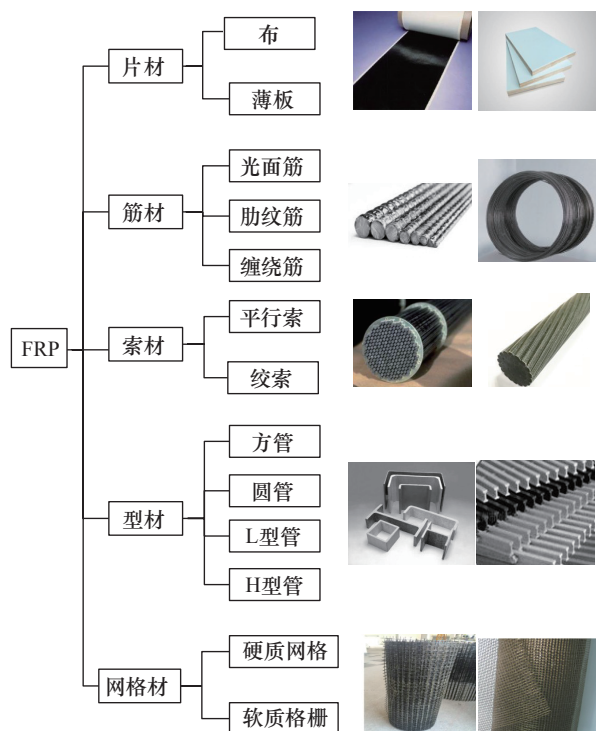 FRP
片材
布
薄板
筋材
光面筋
肋纹筋
缠绕筋
索材
平行索
绞索
型材
方管
圆管
L型管
H型管
网格材
硬质网格
软质格栅